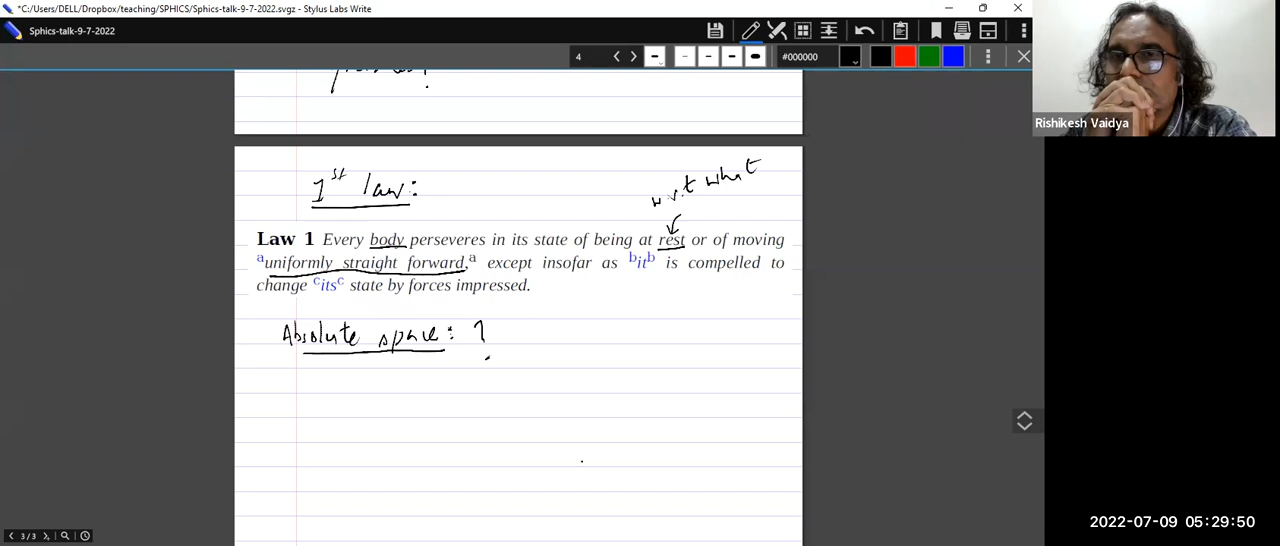 *C:/Users/DELL/Dropbox/teaching/SPHICS/Sphics-talk-9-7-2022.svgz - Stylus Labs Write
Sphics-talk-9-7-2022
4
#000000
Rishikesh Vaidya
1st law:
w.r.t what
Law 1 Every body perseveres in its state of being at rest or of moving
auniformly straight forward,a except insofar as bitb is compelled to
change citsc state by forces impressed.
Absolute space: ?
3/3
2022-07-09 05:29:50